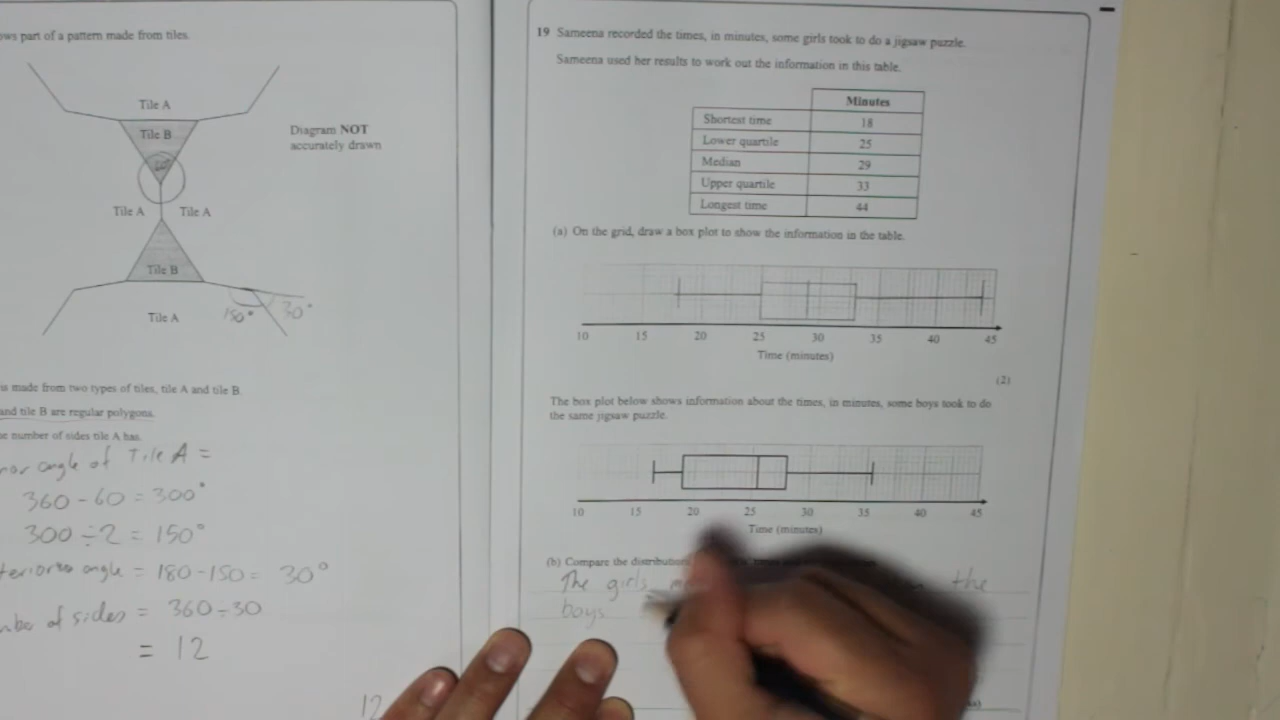 ows part of a pattern made from tiles.
Tile A
Tile B
Diagram NOT
accurately drawn
Tile A Tile A
Tile B
Tile A
150° 30°
is made from two types of tiles, tile A and tile B.
and tile B are regular polygons.
number of sides tile A has.
angle of Tile A =
360 - 60 = 300°
300 ÷ 2 = 150°
angle = 180 - 150 = 30°
of sides = 360 ÷ 30
= 12
12
19 Sameena recorded the times, in minutes, some girls took to do a jigsaw puzzle.
Sameena used her results to work out the information in this table.
Minutes
Shortest time 18
Lower quartile 25
Median 29
Upper quartile 33
Longest time 44
(a) On the grid, draw a box plot to show the information in the table.
10 15 20 25 30 35 40 45
Time (minutes)
(2)
The box plot below shows information about the times, in minutes, some boys took to do
the same jigsaw puzzle.
10 15 20 25 30 35 40 45
Time (minutes)
(b) Compare the distributions
The girls the
boys